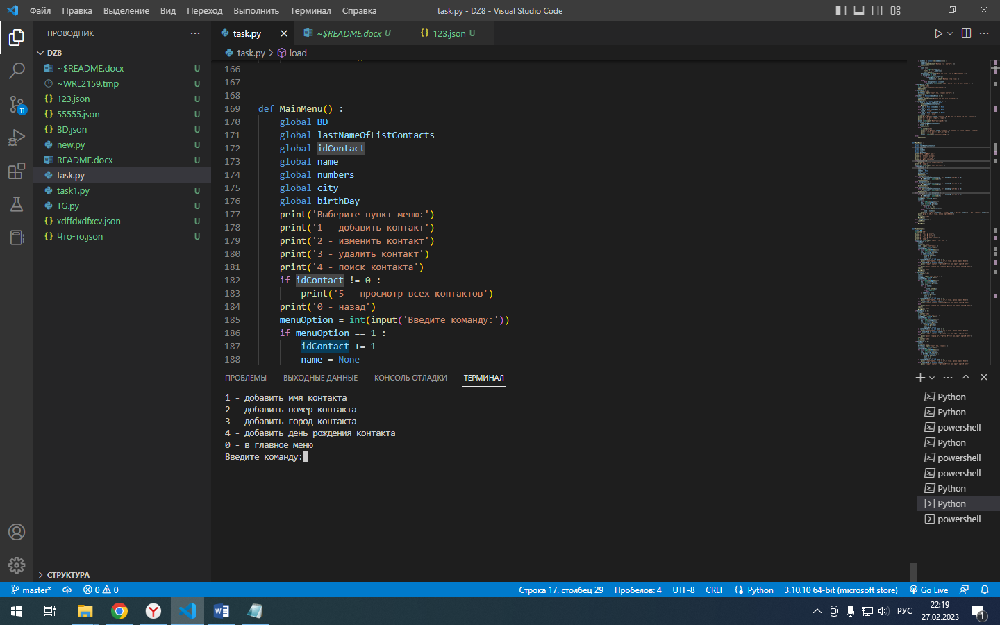 Файл Правка Выделение Вид Переход Выполнить Терминал Справка task.py - DZ8 - Visual Studio Code
ПРОВОДНИК
DZ8
~$README.docx U
~WRL2159.tmp U
123.json U
55555.json U
BD.json U
new.py U
README.docx U
task.py
task1.py U
TG.py U
xdffdxdfxcv.json U
Что-то.json U
СТРУКТУРА
11
task.py ~$README.docx U 123.json U
task.py > load
166
167
168
169 def MainMenu() :
170 global BD
171 global lastNameOfListContacts
172 global idContact
173 global name
174 global numbers
175 global city
176 global birthDay
177 print('Выберите пункт меню:')
178 print('1 - добавить контакт')
179 print('2 - изменить контакт')
180 print('3 - удалить контакт')
181 print('4 - поиск контакта')
182 if idContact != 0 :
183 print('5 - просмотр всех контактов')
184 print('0 - назад')
185 menuOption = int(input('Введите команду:'))
186 if menuOption == 1 :
187 idContact += 1
188 name = None
ПРОБЛЕМЫ ВЫХОДНЫЕ ДАННЫЕ КОНСОЛЬ ОТЛАДКИ ТЕРМИНАЛ
1 - добавить имя контакта
2 - добавить номер контакта
3 - добавить город контакта
4 - добавить день рождения контакта
0 - в главное меню
Введите команду:
Python
Python
powershell
Python
powershell
powershell
Python
Python
powershell
master* 0 0 Строка 17, столбец 29 Пробелов: 4 UTF-8 CRLF Python 3.10.10 64-bit (microsoft store) Go Live
РУС 22:19
27.02.2023
1